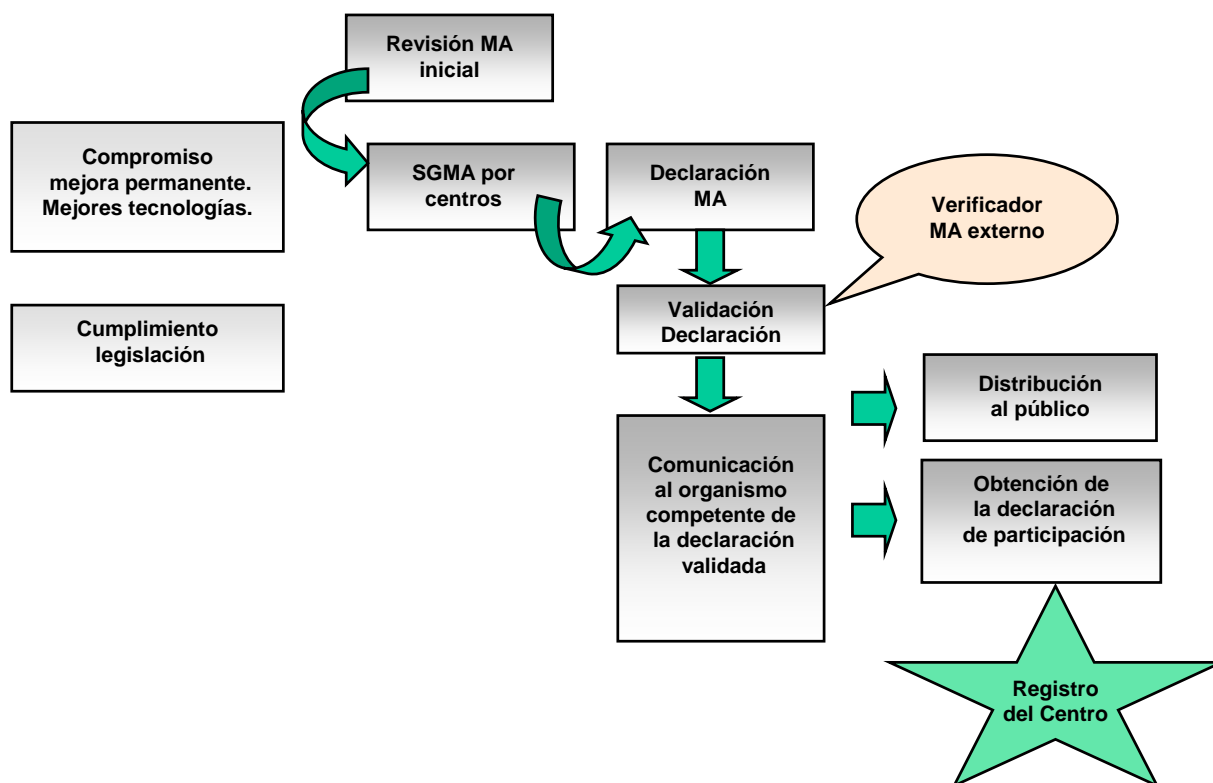 Revisión MA
inicial
Compromiso
mejora permanente.
Mejores tecnologías.
SGMA por
centros
Declaración
MA
Verificador
MA externo
Cumplimiento
legislación
Validación
Declaración
Distribución
al público
Comunicación
al organismo
competente de
la declaración
validada
Obtención de
la declaración
de participación
Registro
del Centro